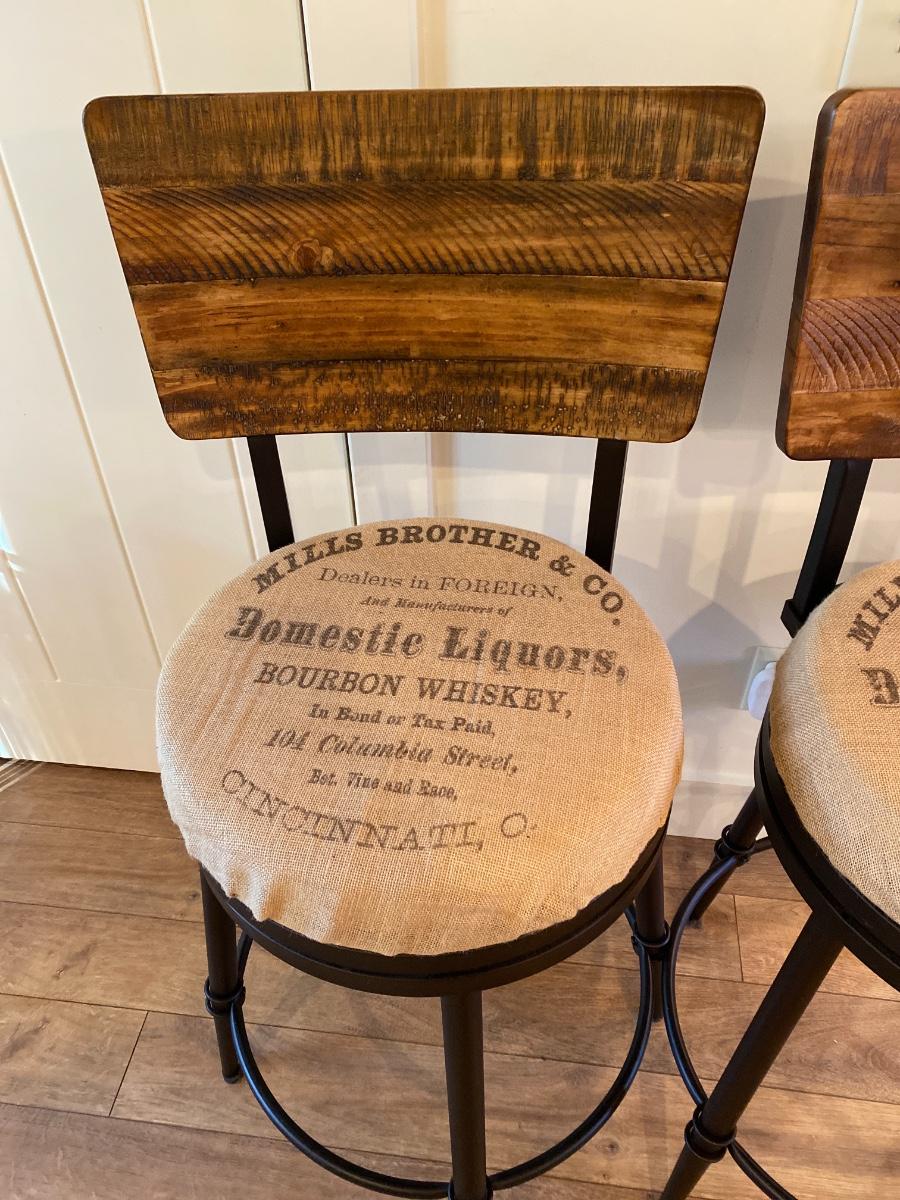 MILLS BROTHER & CO.
Dealers in FOREIGN,
And Manufacturers of
Domestic Liquors,
BOURBON WHISKEY,
In Bond or Tax Paid,
104 Columbia Street,
Bet. Vine and Race,
CINCINNATI, O.
MIL
D